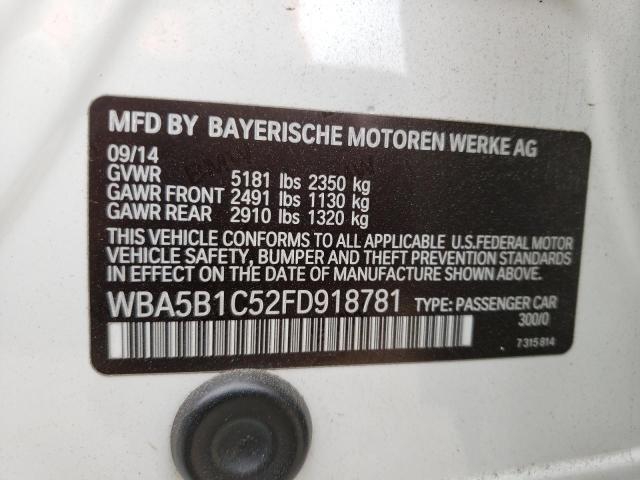 MFD BY BAYERISCHE MOTOREN WERKE AG
09/14
GVWR 5181 lbs 2350 kg
GAWR FRONT 2491 lbs 1130 kg
GAWR REAR 2910 lbs 1320 kg
THIS VEHICLE CONFORMS TO ALL APPLICABLE U.S.FEDERAL MOTOR
VEHICLE SAFETY, BUMPER, AND THEFT PREVENTION STANDARDS
IN EFFECT ON THE DATE OF MANUFACTURE SHOWN ABOVE.
WBA5B1C52FD918781 TYPE: PASSENGER CAR
300/0
7 315 814